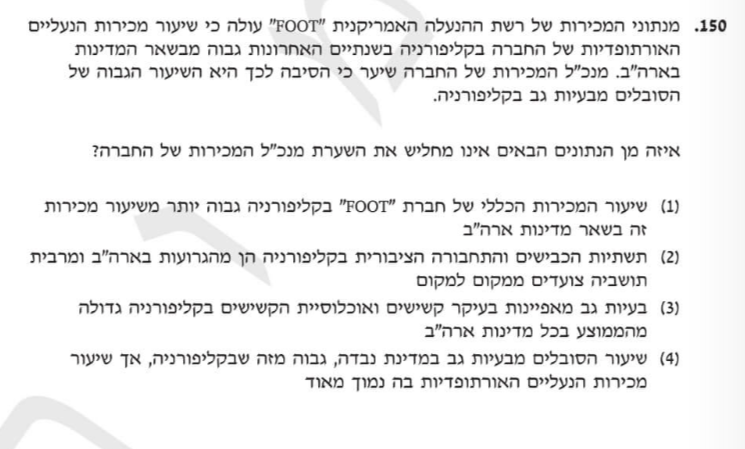 150. מנתוני המכירות של רשת ההנעלה האמריקנית "FOOT" עולה כי שיעור מכירות הנעליים
האורתופדיות של החברה בקליפורניה בשנתיים האחרונות גבוה מבשאר המדינות
בארה"ב. מנכ"ל המכירות של החברה שיער כי הסיבה לכך היא השיעור הגבוה של
הסובלים מבעיות גב בקליפורניה.
איזה מן הנתונים הבאים אינו מחליש את השערת מנכ"ל המכירות של החברה?
(1) שיעור המכירות הכללי של חברת "FOOT" בקליפורניה גבוה יותר משיעור מכירות
זה בשאר מדינות ארה"ב
(2) תשתיות הכבישים והתחבורה הציבורית בקליפורניה הן מהגרועות בארה"ב ומרבית
תושביה צועדים ממקום למקום
(3) בעיות גב מאפיינות בעיקר קשישים ואוכלוסיית הקשישים בקליפורניה גדולה
מהממוצע בכל מדינות ארה"ב
(4) שיעור הסובלים מבעיות גב במדינת נבדה, גבוה מזה שבקליפורניה, אך שיעור
מכירות הנעליים האורתופדיות בה נמוך מאוד